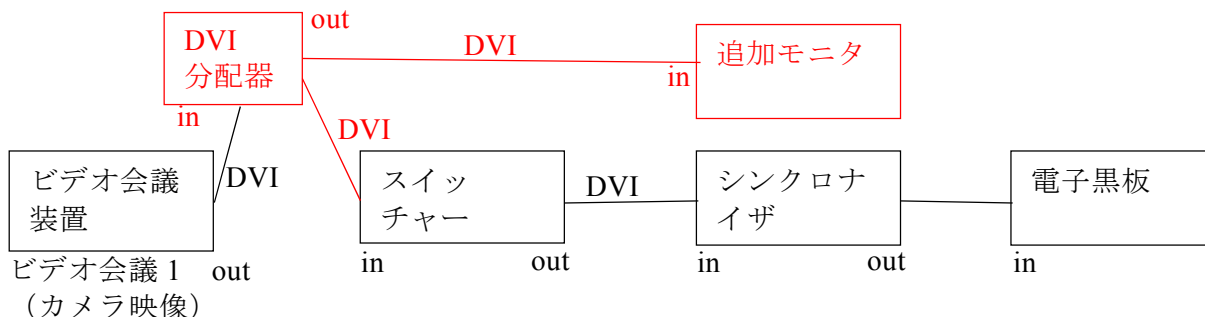 out
DVI
分配器
in
DVI
追加モニタ
in
DVI
ビデオ会議
装置
DVI
スイッ
チャー
DVI
シンクロナ
イザ
電子黒板
ビデオ会議 1
out
in
out
in
out
in
（カメラ映像）